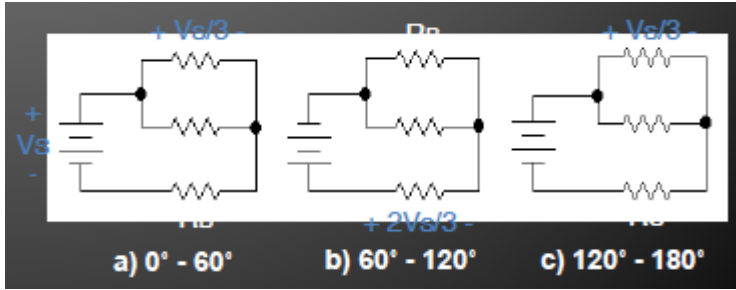 + Vs/3 -
+ Vs/3 -
+
Vs
-
+ 2Vs/3 -
a) 0° - 60°
b) 60° - 120°
c) 120° - 180°